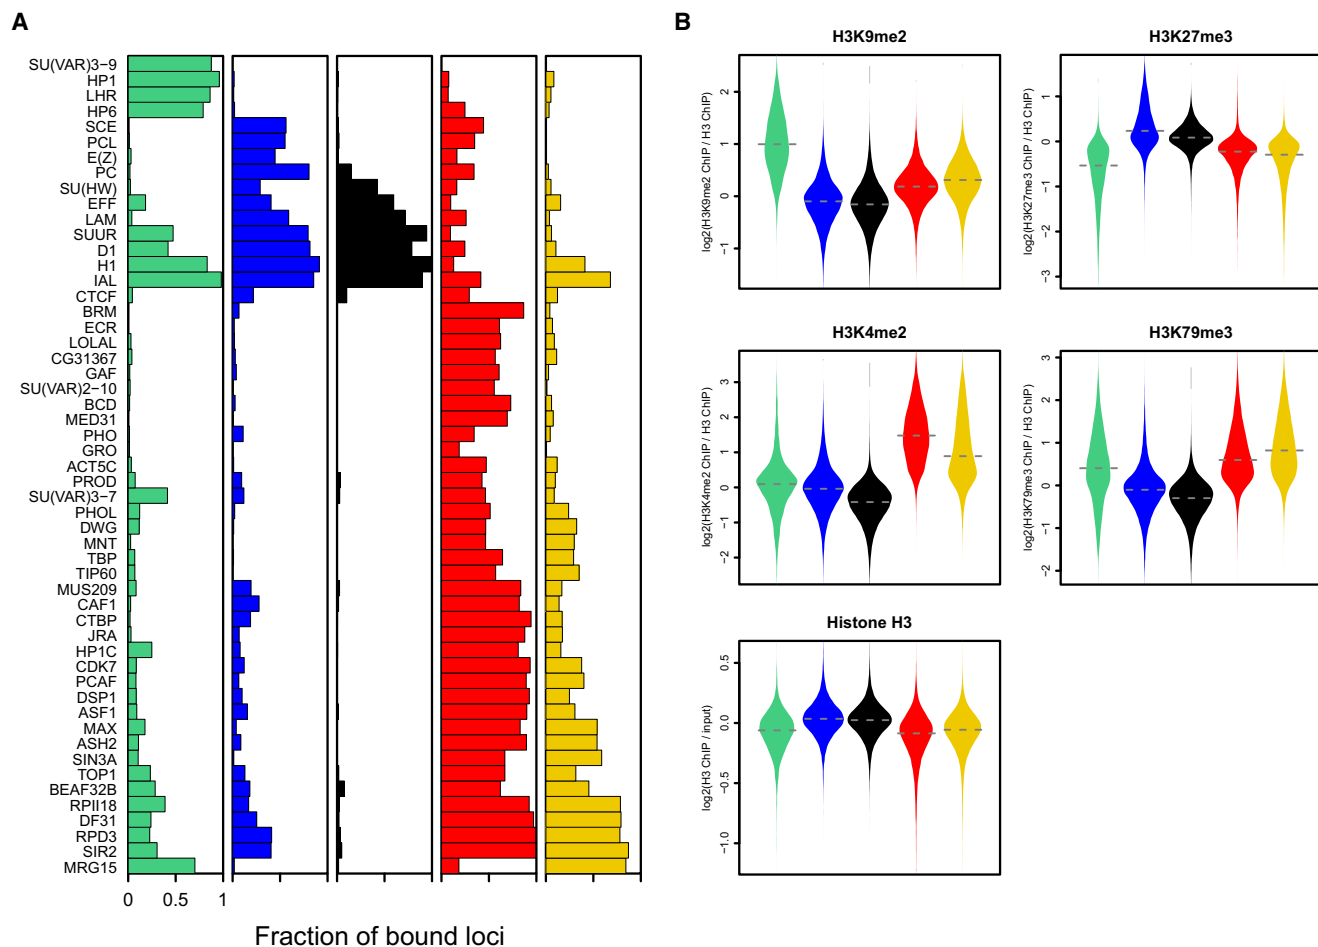 A
SU(VAR)3−9
HP1
LHR
HP6
SCE
PCL
E(Z)
PC
SU(HW)
EFF
LAM
SUUR
D1
H1
IAL
CTCF
BRM
ECR
LOLAL
CG31367
GAF
SU(VAR)2−10
BCD
MED31
PHO
GRO
ACT5C
PROD
SU(VAR)3−7
PHOL
DWG
MNT
TBP
TIP60
MUS209
CAF1
CTBP
JRA
HP1C
CDK7
PCAF
DSP1
ASF1
MAX
ASH2
SIN3A
TOP1
BEAF32B
RPII18
DF31
RPD3
SIR2
MRG15
0 0.5 1
Fraction of bound loci
B
H3K9me2
log2(H3K9me2 ChIP / H3 ChIP)
2
1
0
−1
H3K27me3
log2(H3K27me3 ChIP / H3 ChIP)
1
0
−1
−2
−3
H3K4me2
log2(H3K4me2 ChIP / H3 ChIP)
3
2
1
0
−1
−2
H3K79me3
log2(H3K79me3 ChIP / H3 ChIP)
3
2
1
0
−1
−2
Histone H3
log2(H3 ChIP / input)
0.5
0.0
−0.5
−1.0